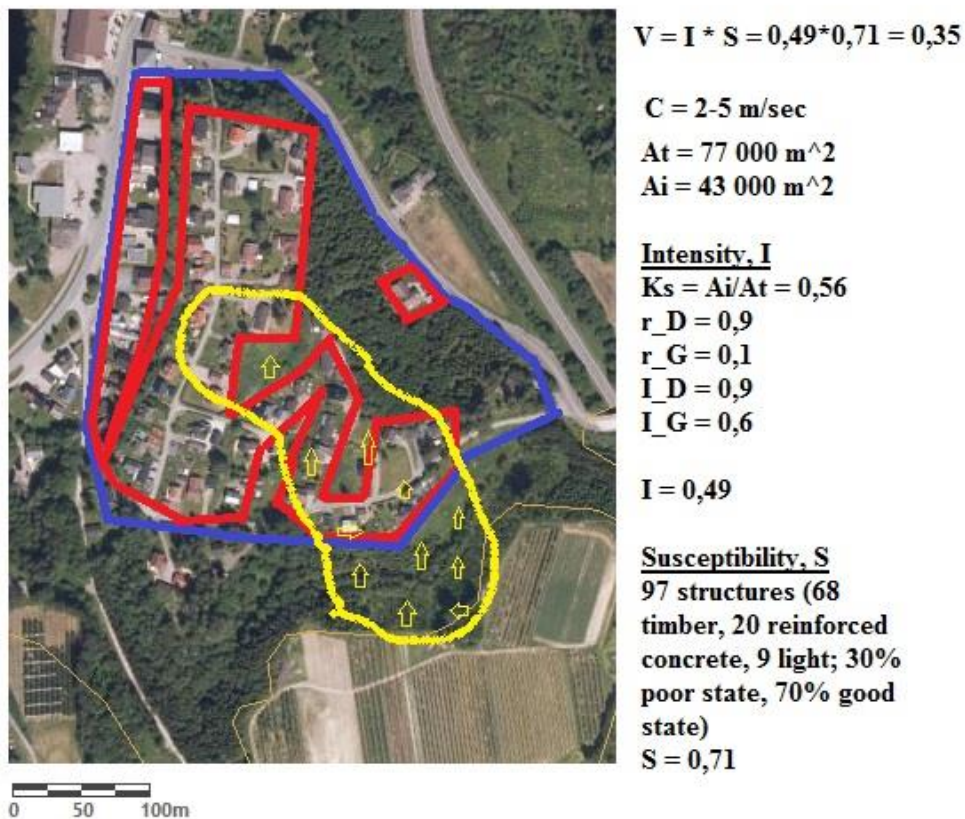 V = I * S = 0,49*0,71 = 0,35
C = 2-5 m/sec
At = 77 000 m^2
Ai = 43 000 m^2
Intensity, I
Ks = Ai/At = 0,56
r_D = 0,9
r_G = 0,1
I_D = 0,9
I_G = 0,6
I = 0,49
Susceptibility, S
97 structures (68
timber, 20 reinforced
concrete, 9 light; 30%
poor state, 70% good
state)
S = 0,71
0 50 100m